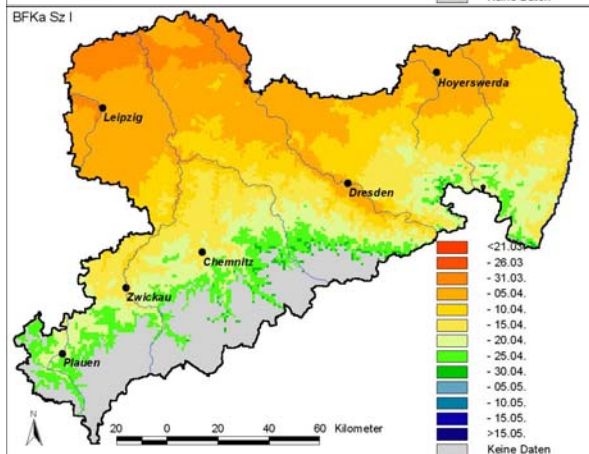 Keine Daten
BFKa Sz I
Hoyerswerda
Leipzig
Dresden
Chemnitz
Zwickau
Plauen
<21.03.
- 26.03
- 31.03.
- 05.04.
- 10.04.
- 15.04.
- 20.04.
- 25.04.
- 30.04.
- 05.05.
- 10.05.
- 15.05.
>15.05.
Keine Daten
N
20 0 20 40 60 Kilometer